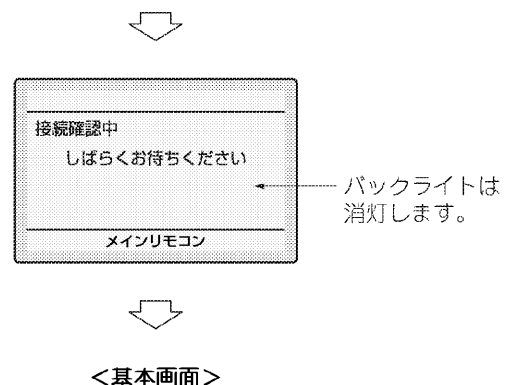 接続確認中
しばらくお待ちください
メインリモコン
バックライトは
消灯します。
＜基本画面＞